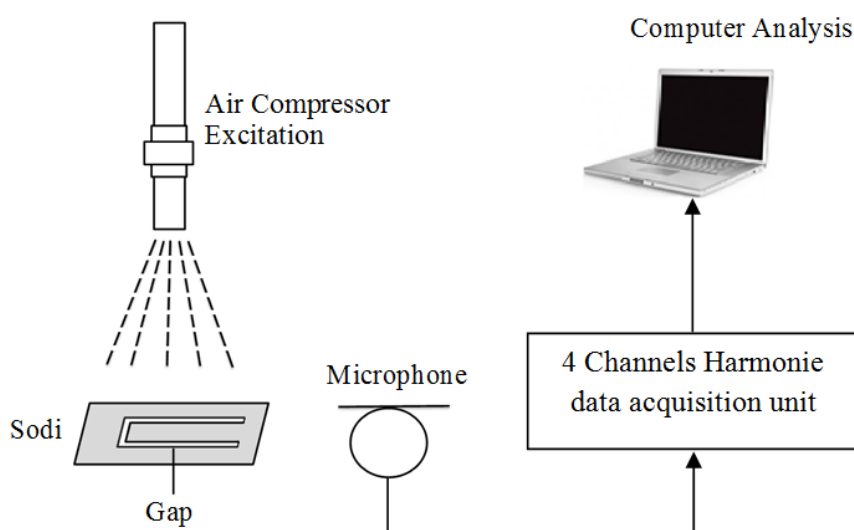 Computer Analysis
Air Compressor
Excitation
Microphone
4 Channels Harmonie
data acquisition unit
Sodi
Gap